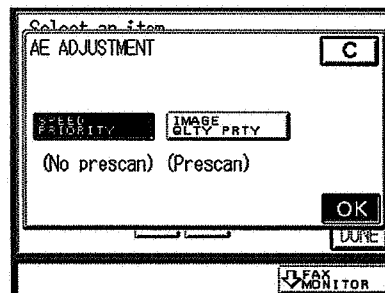 Select an item
AE ADJUSTMENT
C
SPEED PRIORITY
IMAGE QLTY PRTY
(No prescan) (Prescan)
OK
DONE
FAX MONITOR